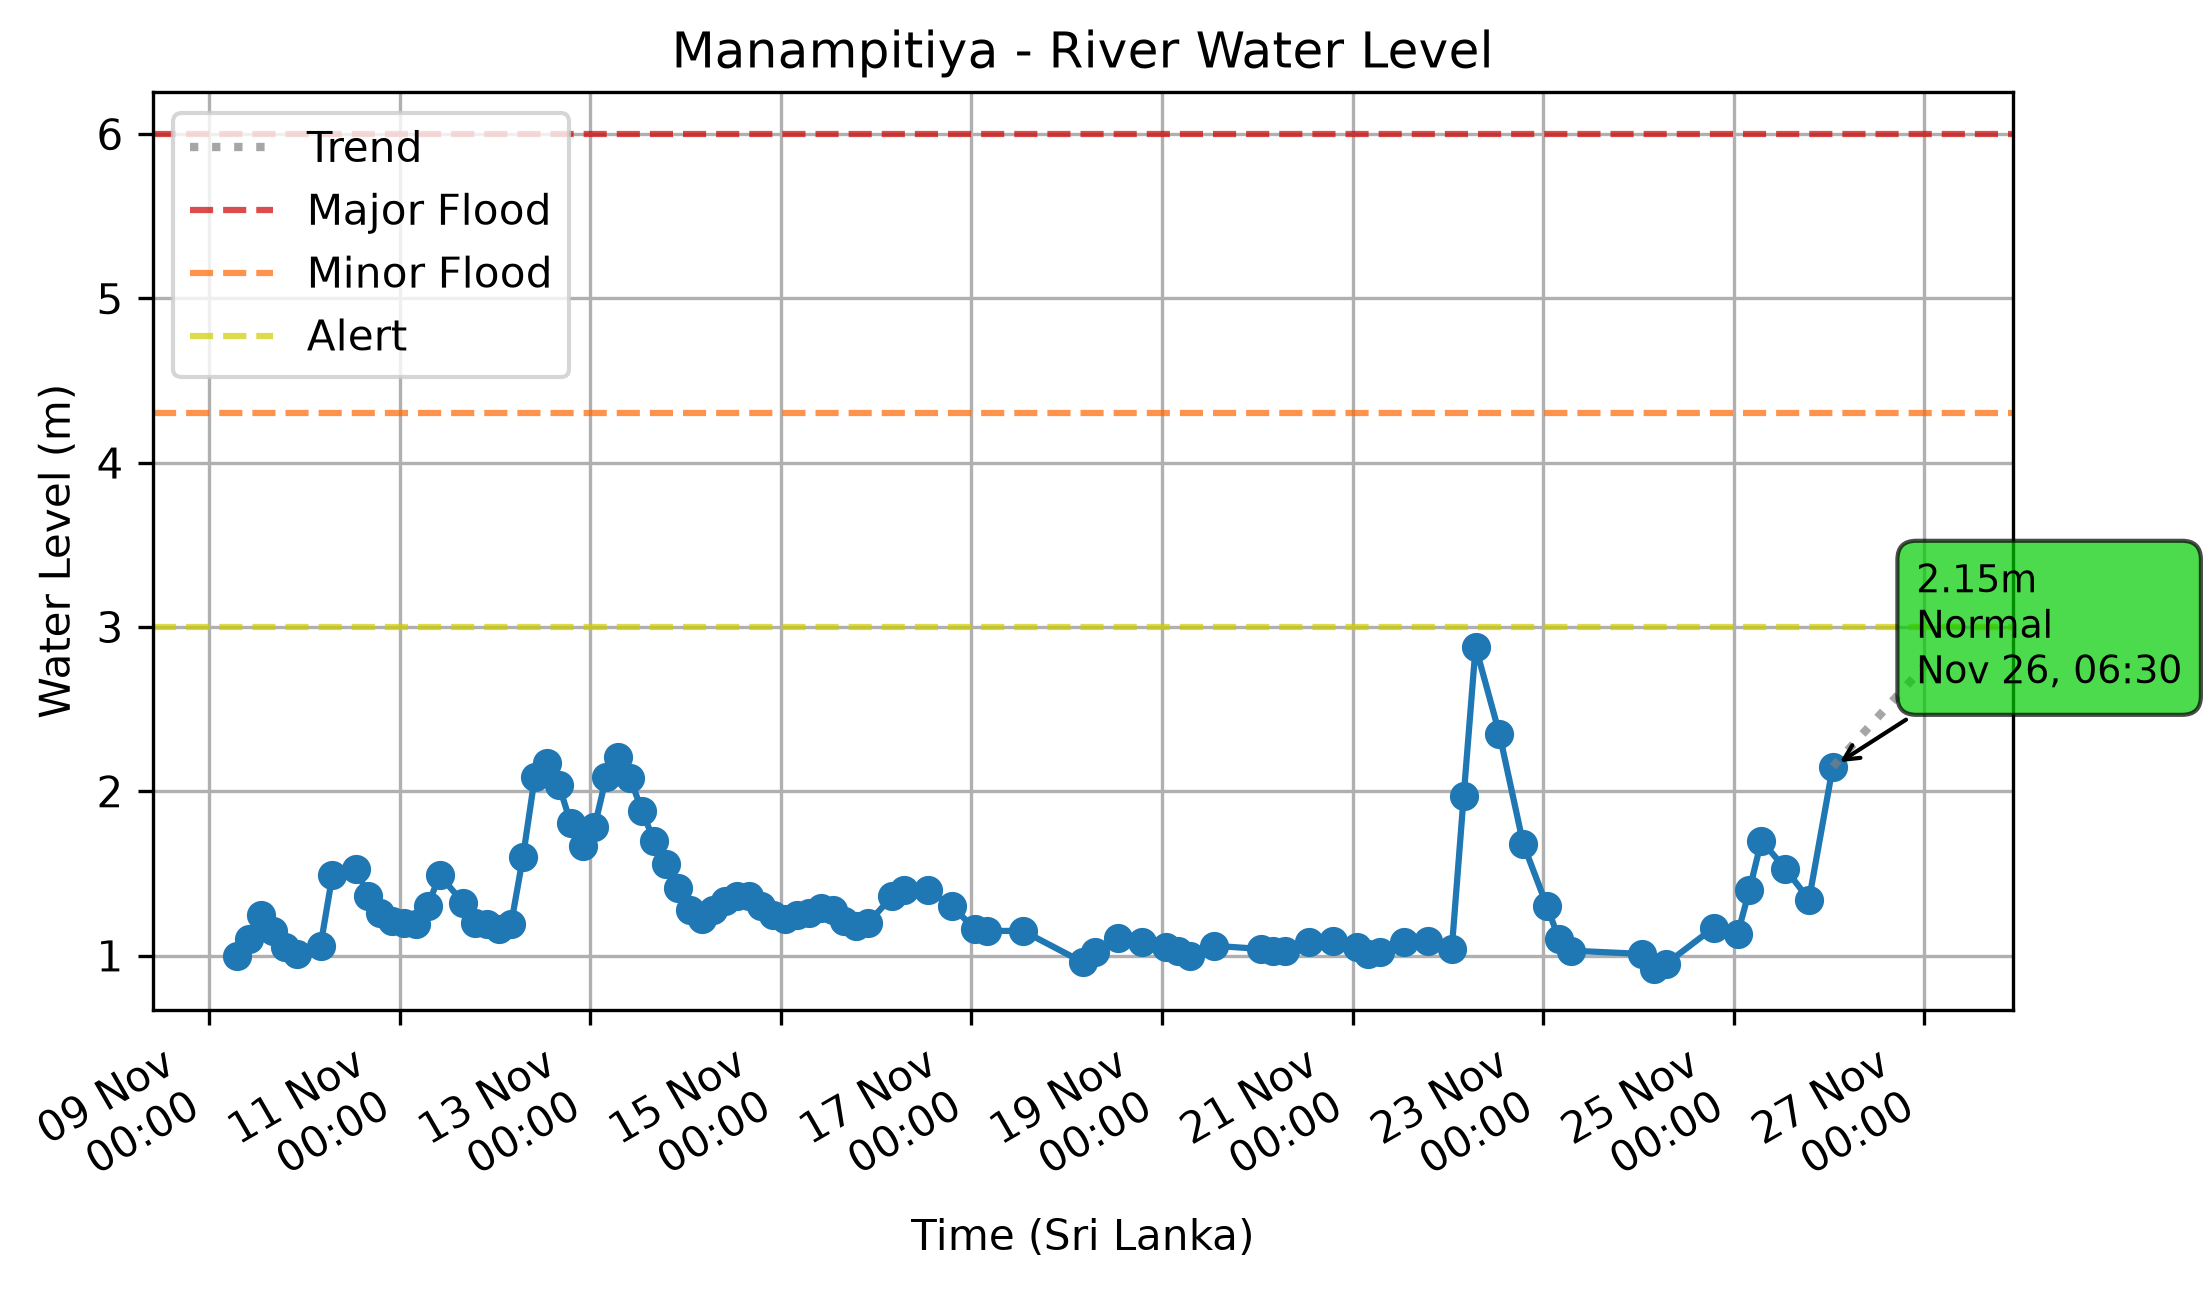 Manampitiya - River Water Level
6
5
4
3
2
1
Water Level (m)
Trend
Major Flood
Minor Flood
Alert
2.15m
Normal
Nov 26, 06:30
09 Nov
00:00
11 Nov
00:00
13 Nov
00:00
15 Nov
00:00
17 Nov
00:00
19 Nov
00:00
21 Nov
00:00
23 Nov
00:00
25 Nov
00:00
27 Nov
00:00
Time (Sri Lanka)